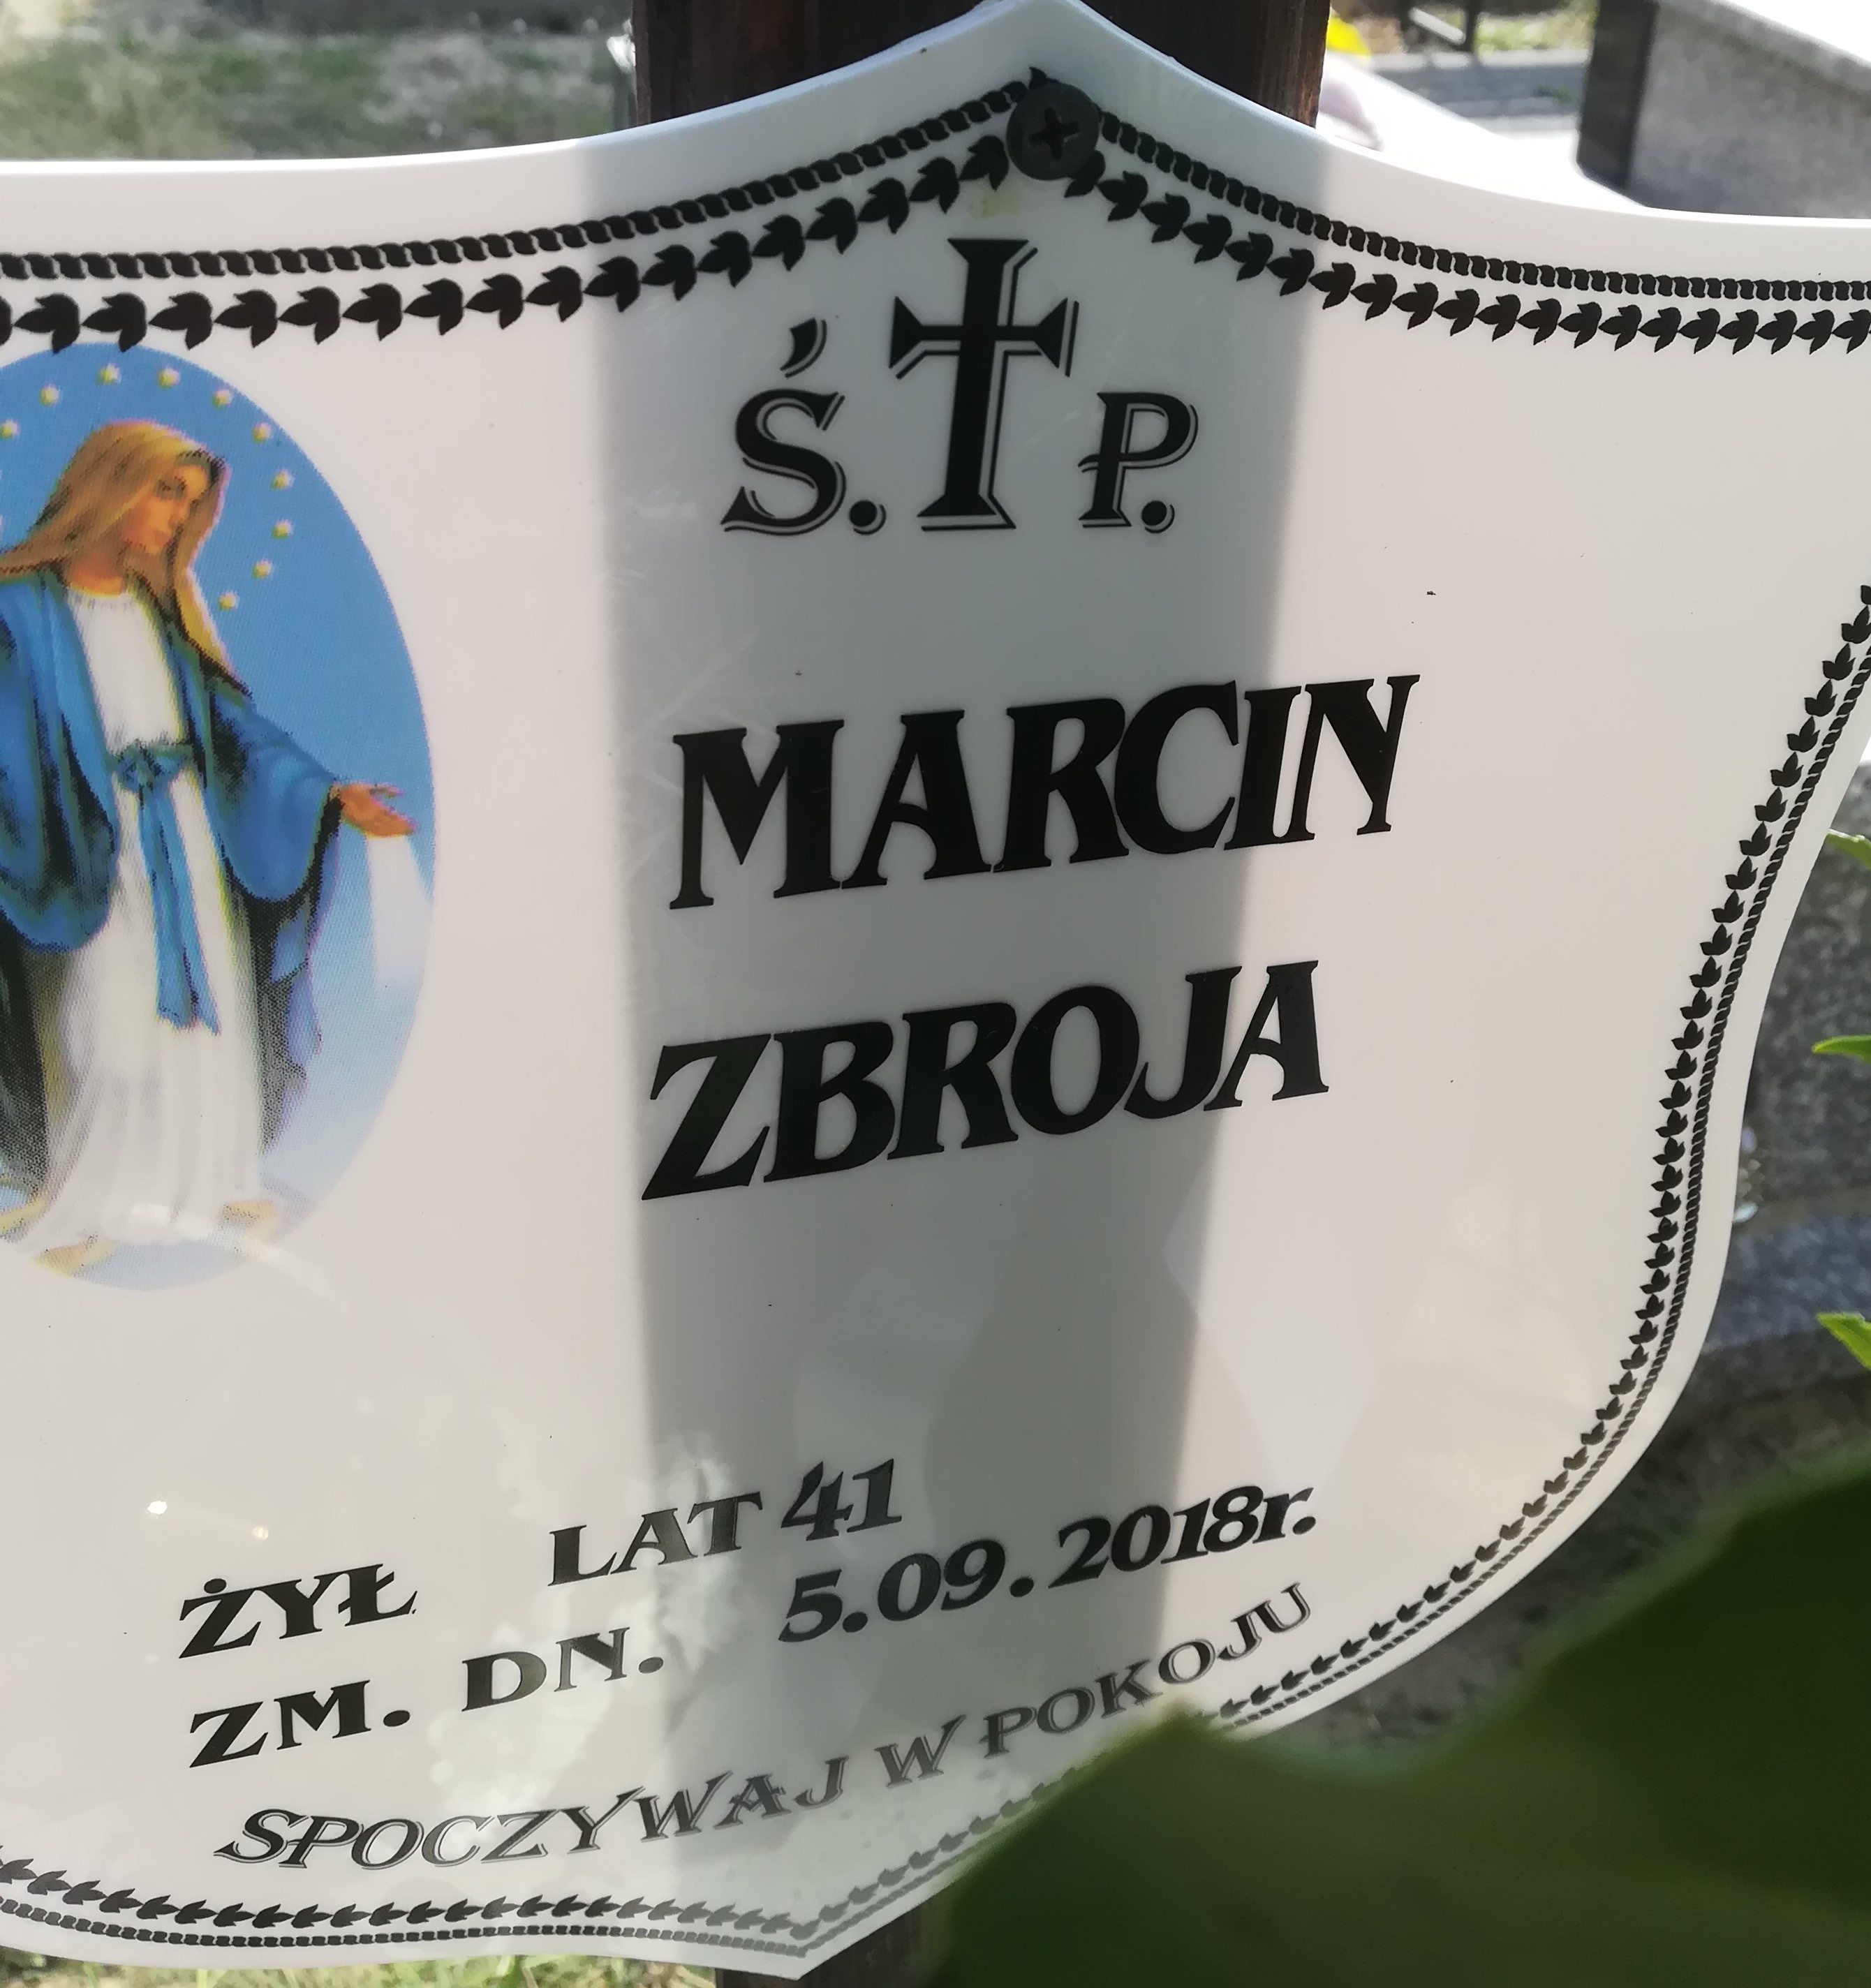 Ś. P.
MARCIN
ZBROJA
ŻYŁ LAT 41
ZM. DN. 5.09.2018r.
SPOCZYWAJ W POKOJU